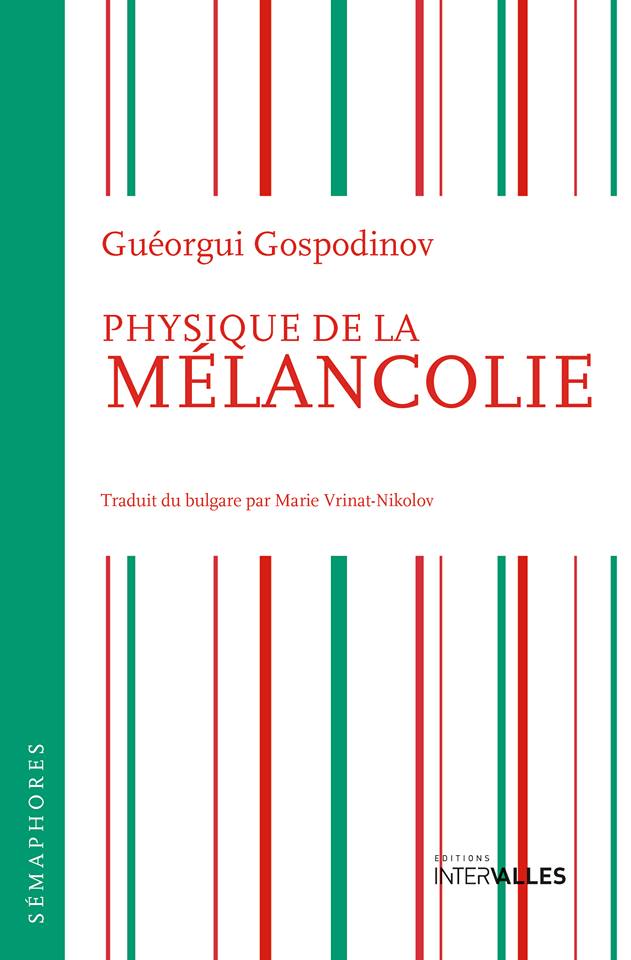 Guéorgui Gospodinov
PHYSIQUE DE LA
MÉLANCOLIE
Traduit du bulgare par Marie Vrinat-Nikolov
SÉMAPHORES
EDITIONS
INTERVALLES